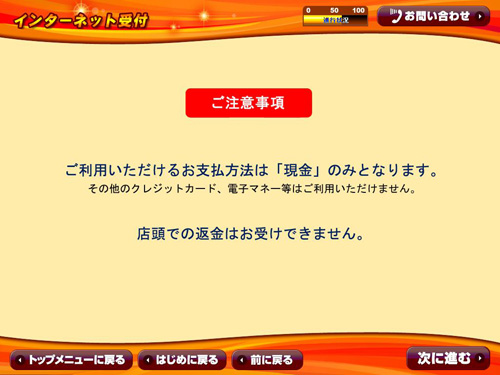 インターネット受付
0 50 100
進行状況
お問い合わせ
ご注意事項
ご利用いただけるお支払方法は「現金」のみとなります。
その他のクレジットカード、電子マネー等はご利用いただけません。
店頭での返金はお受けできません。
トップメニューに戻る
はじめに戻る
前に戻る
次に進む